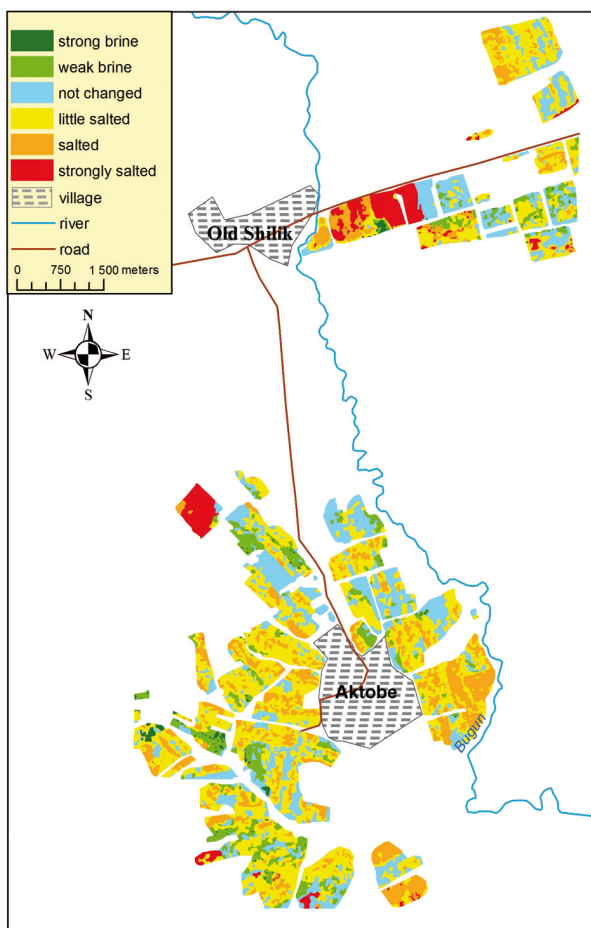 strong brine
weak brine
not changed
little salted
salted
strongly salted
village
river
road
0 750 1 500 meters
Old Shilik
N
W E
S
Aktobe
Bugun